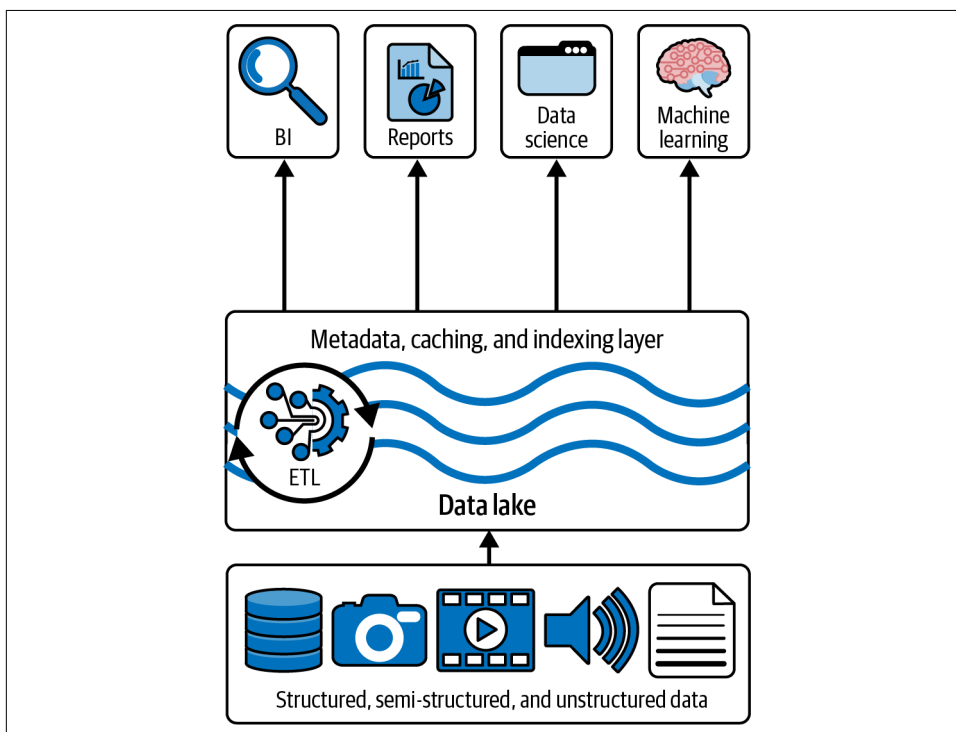 BI
Reports
Data
science
Machine
learning
Metadata, caching, and indexing layer
ETL
Data lake
Structured, semi-structured, and unstructured data